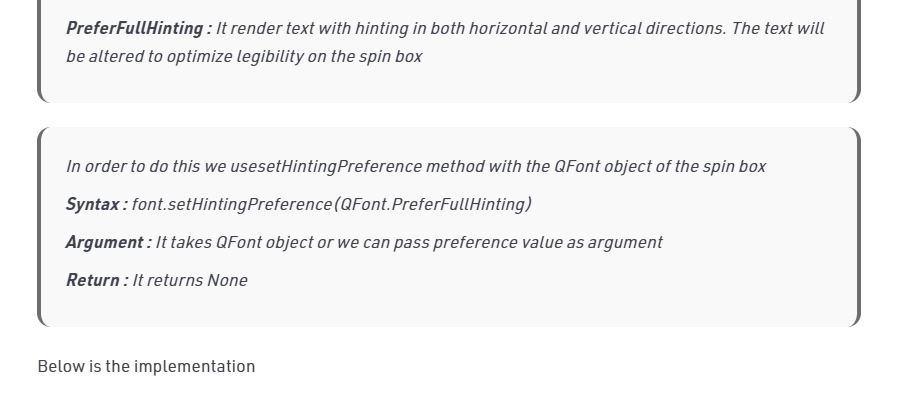 PreferFullHinting : It render text with hinting in both horizontal and vertical directions. The text will
be altered to optimize legibility on the spin box
In order to do this we usesetHintingPreference method with the QFont object of the spin box
Syntax : font.setHintingPreference(QFont.PreferFullHinting)
Argument : It takes QFont object or we can pass preference value as argument
Return : It returns None
Below is the implementation